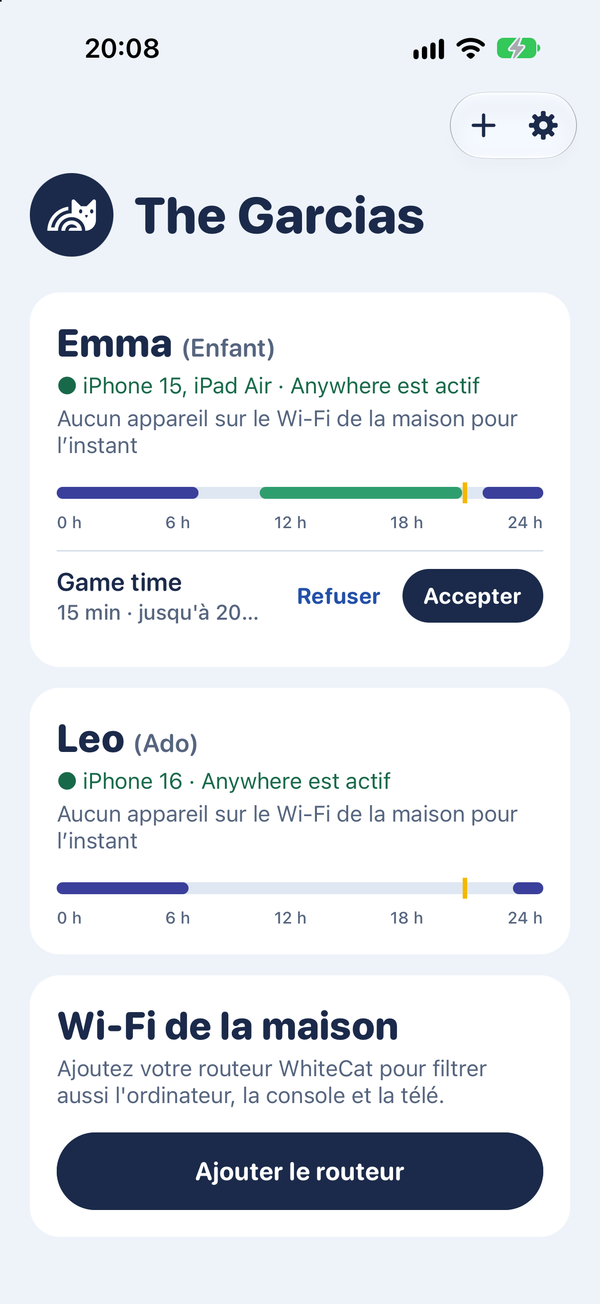 20:08
The Garcias
Emma (Enfant)
iPhone 15, iPad Air · Anywhere est actif
Aucun appareil sur le Wi-Fi de la maison pour
l’instant
0 h 6 h 12 h 18 h 24 h
Game time
15 min · jusqu'à 20...
Refuser
Accepter
Leo (Ado)
iPhone 16 · Anywhere est actif
Aucun appareil sur le Wi-Fi de la maison pour
l’instant
0 h 6 h 12 h 18 h 24 h
Wi-Fi de la maison
Ajoutez votre routeur WhiteCat pour filtrer
aussi l'ordinateur, la console et la télé.
Ajouter le routeur